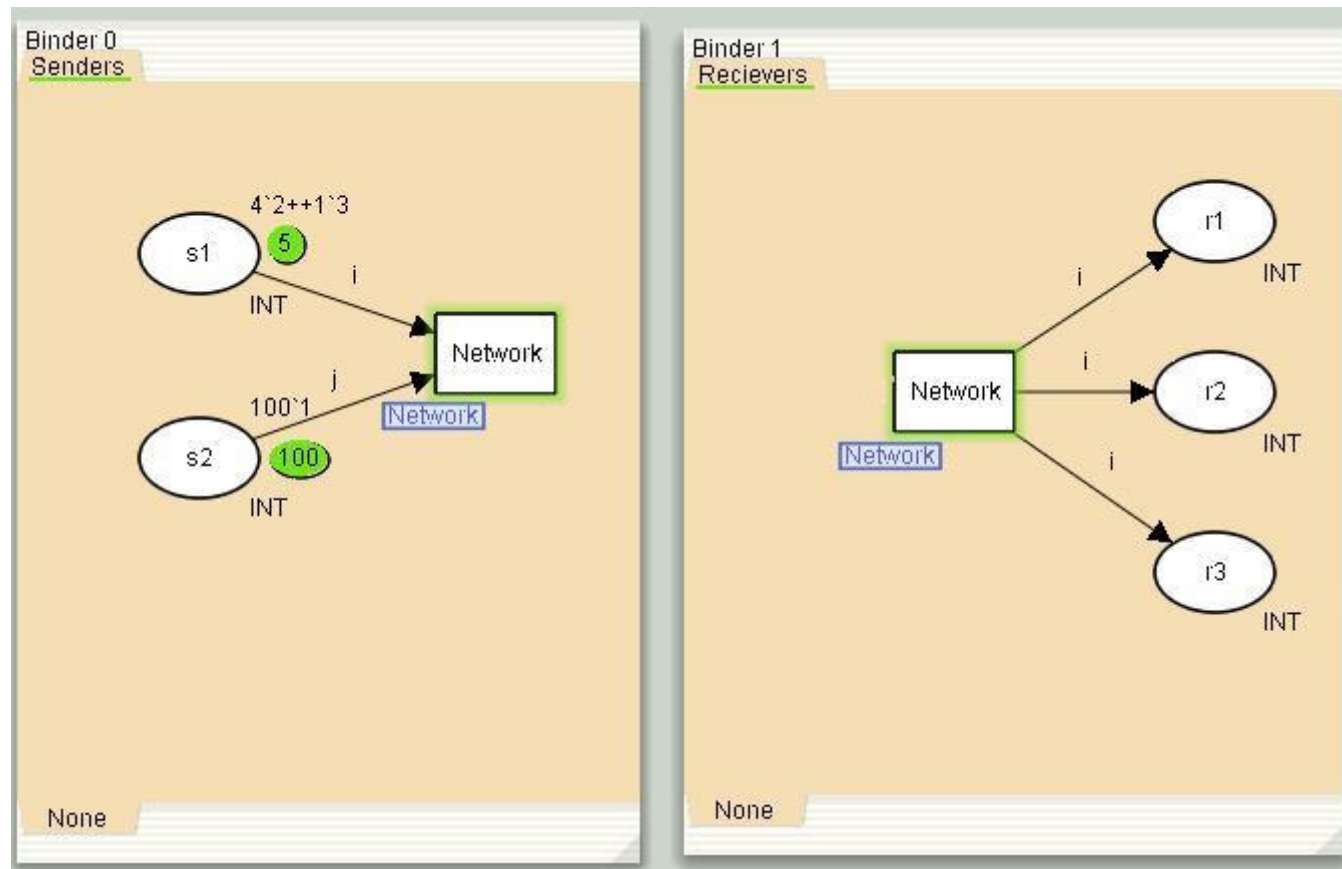 Binder 0
Senders
4`2++1`3
s1
5
i
INT
Network
j
100`1
Network
s2
100
INT
None
Binder 1
Recievers
r1
i
INT
i
Network
r2
Network
INT
i
r3
INT
None